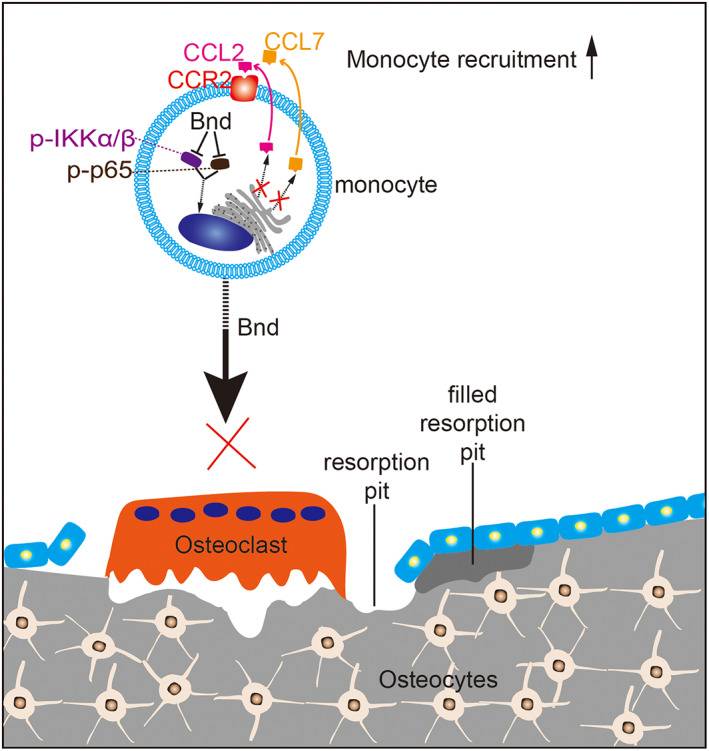 CCL2
CCL7
Monocyte recruitment
CCR2
Bnd
p-IKKα/β
p-p65
monocyte
Bnd
filled
resorption
pit
resorption
pit
Osteoclast
Osteocytes